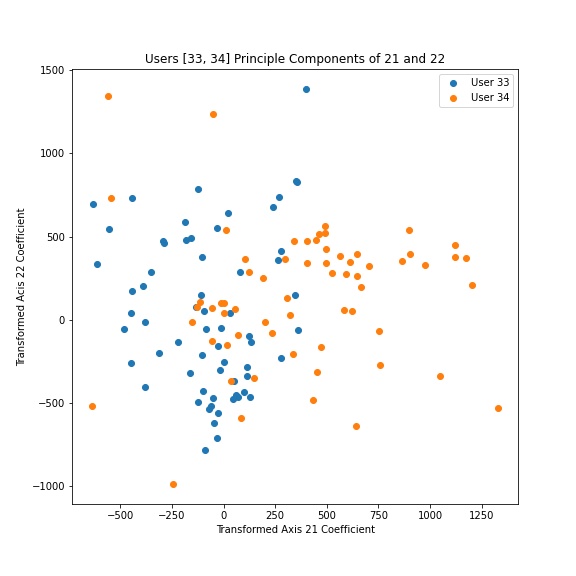 Users [33, 34] Principle Components of 21 and 22
User 33
User 34
Transformed Acis 22 Coefficient
1500
1000
500
0
−500
−1000
−500
−250
0
250
500
750
1000
1250
Transformed Axis 21 Coefficient